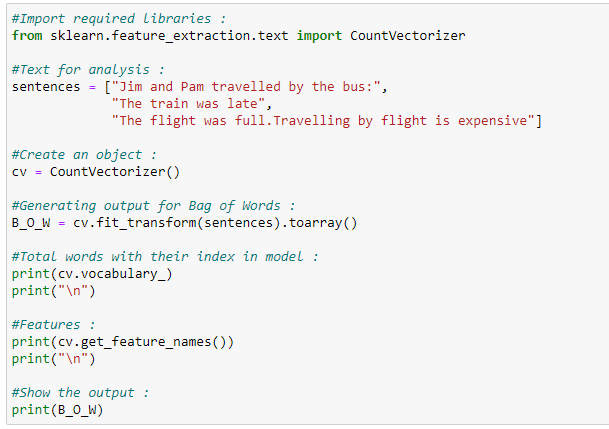 #Import required libraries :
from sklearn.feature_extraction.text import CountVectorizer
#Text for analysis :
sentences = ["Jim and Pam travelled by the bus:",
"The train was late",
"The flight was full.Travelling by flight is expensive"]
#Create an object :
cv = CountVectorizer()
#Generating output for Bag of Words :
B_O_W = cv.fit_transform(sentences).toarray()
#Total words with their index in model :
print(cv.vocabulary_)
print("\n")
#Features :
print(cv.get_feature_names())
print("\n")
#Show the output :
print(B_O_W)